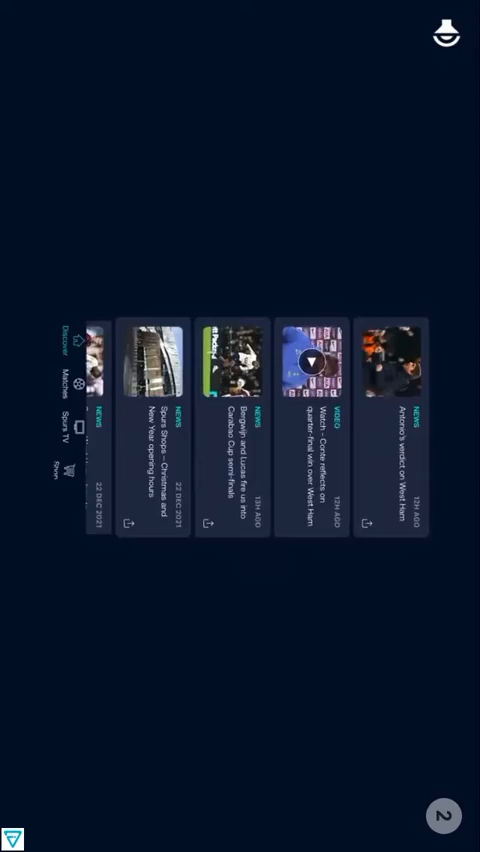 NEWS
12H AGO
Antonio's verdict on West Ham
VIDEO
12H AGO
Watch – Conte reflects on
quarter-final win over West Ham
NEWS
13H AGO
Bergwijn and Lucas fire us into
Carabao Cup semi-finals
NEWS
22 DEC 2021
Spurs Shops – Christmas and
New Year opening hours
NEWS
22 DEC 2021
Discover
Matches
Spurs TV
Shop
2